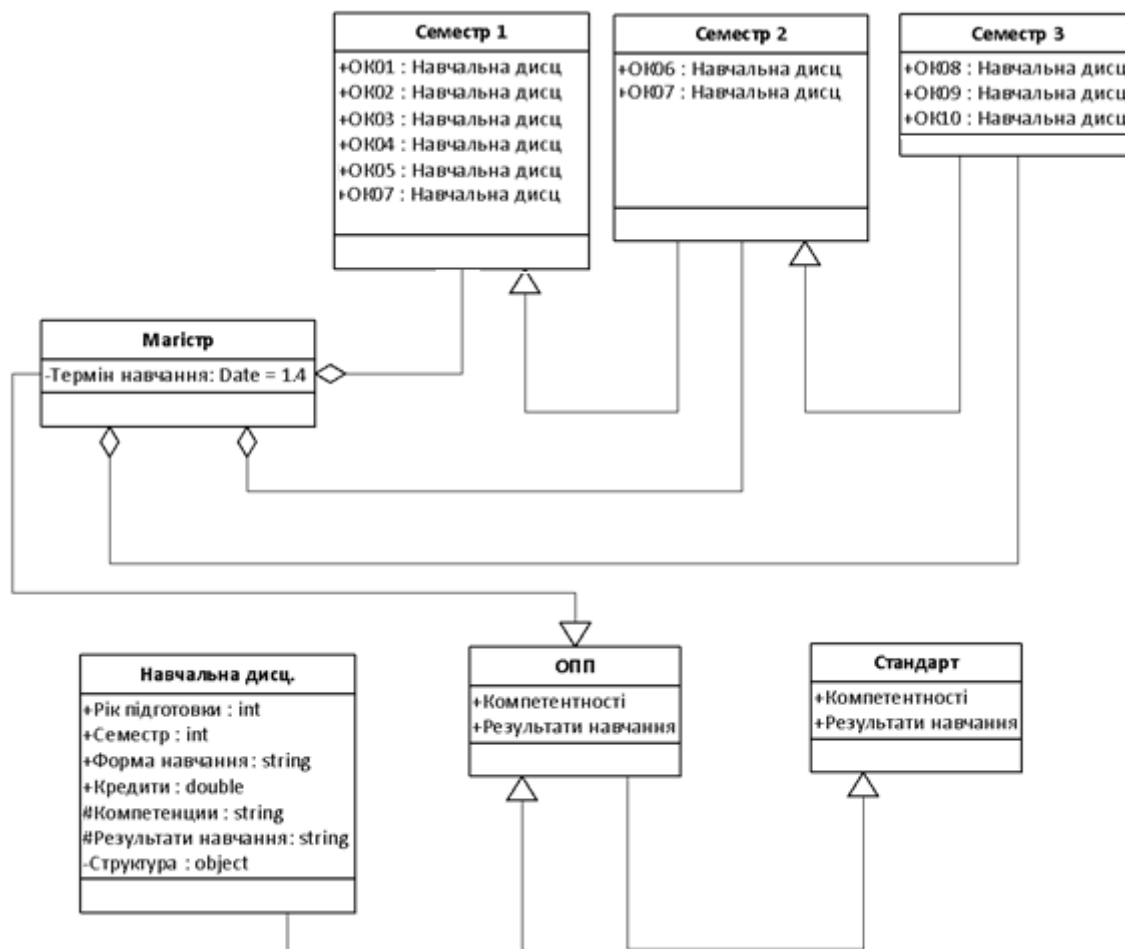 Семестр 1
+ОК01 : Навчальна дисц
+ОК02 : Навчальна дисц
+ОК03 : Навчальна дисц
+ОК04 : Навчальна дисц
+ОК05 : Навчальна дисц
+ОК07 : Навчальна дисц
Семестр 2
+ОК06 : Навчальна дисц
+ОК07 : Навчальна дисц
Семестр 3
+ОК08 : Навчальна дисц
+ОК09 : Навчальна дисц
+ОК10 : Навчальна дисц
Магістр
-Термін навчання: Date = 1.4
Навчальна дисц.
+Рік підготовки : int
+Семестр : int
+Форма навчання : string
+Кредити : double
#Компетенции : string
#Результати навчання: string
-Структура : object
ОПП
+Компетентності
+Результати навчання
Стандарт
+Компетентності
+Результати навчання